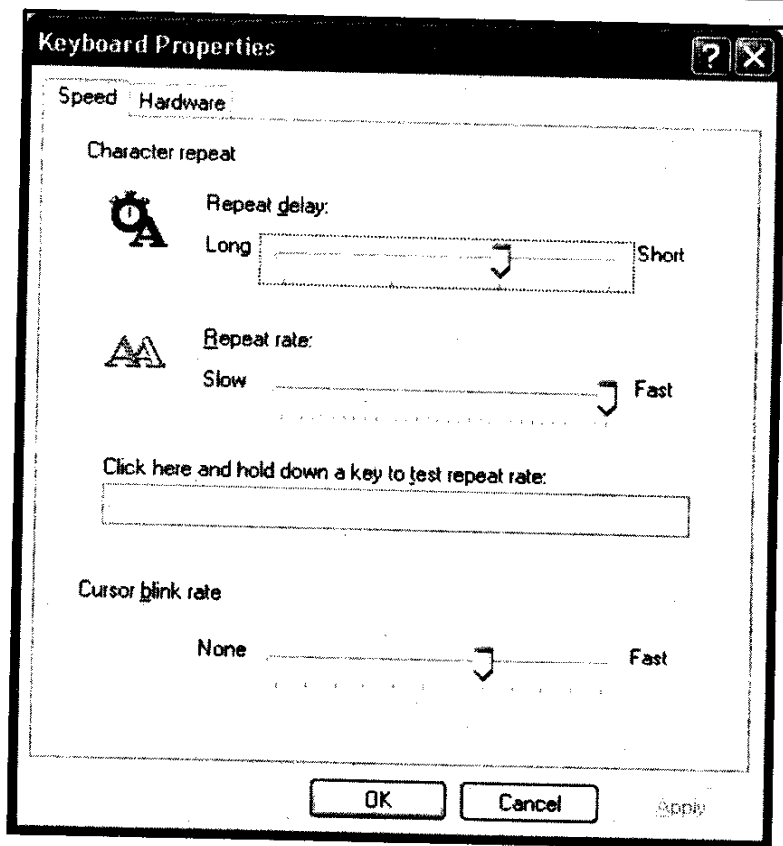 Keyboard Properties
Speed Hardware
Character repeat
Repeat delay:
Long Short
Repeat rate:
Slow Fast
Click here and hold down a key to test repeat rate:
Cursor blink rate
None Fast
OK Cancel Apply